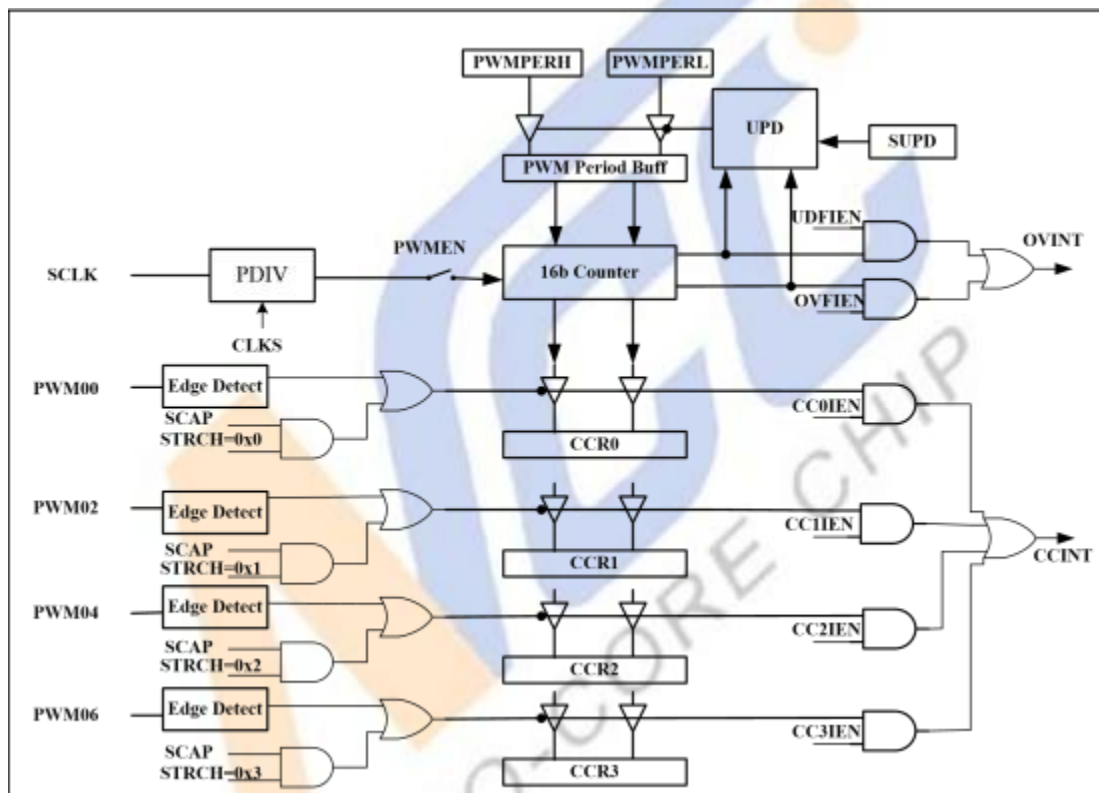 PWMPERH PWMPERL
UPD
SUPD
PWM Period Buff
UDFIEN
OVINT
PWMEN
SCLK
PDIV
16b Counter
OVFIEN
CLKS
PWM00
Edge Detect
SCAP
STRCH=0x0
CC0IEN
CCR0
PWM02
Edge Detect
SCAP
STRCH=0x1
CC1IEN
CCR1
CCINT
PWM04
Edge Detect
SCAP
STRCH=0x2
CC2IEN
CCR2
PWM06
Edge Detect
SCAP
STRCH=0x3
CC3IEN
CCR3
O-CORE CHIP